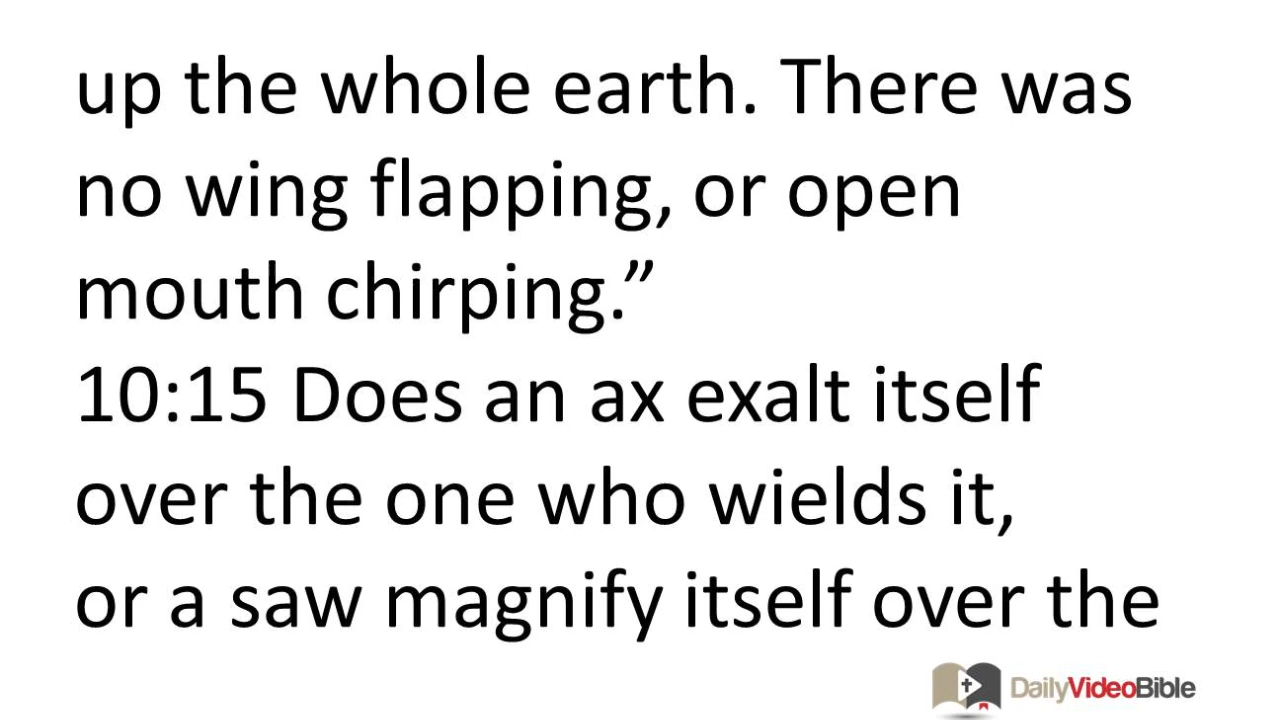 up the whole earth. There was
no wing flapping, or open
mouth chirping.”
10:15 Does an ax exalt itself
over the one who wields it,
or a saw magnify itself over the
DailyVideoBible